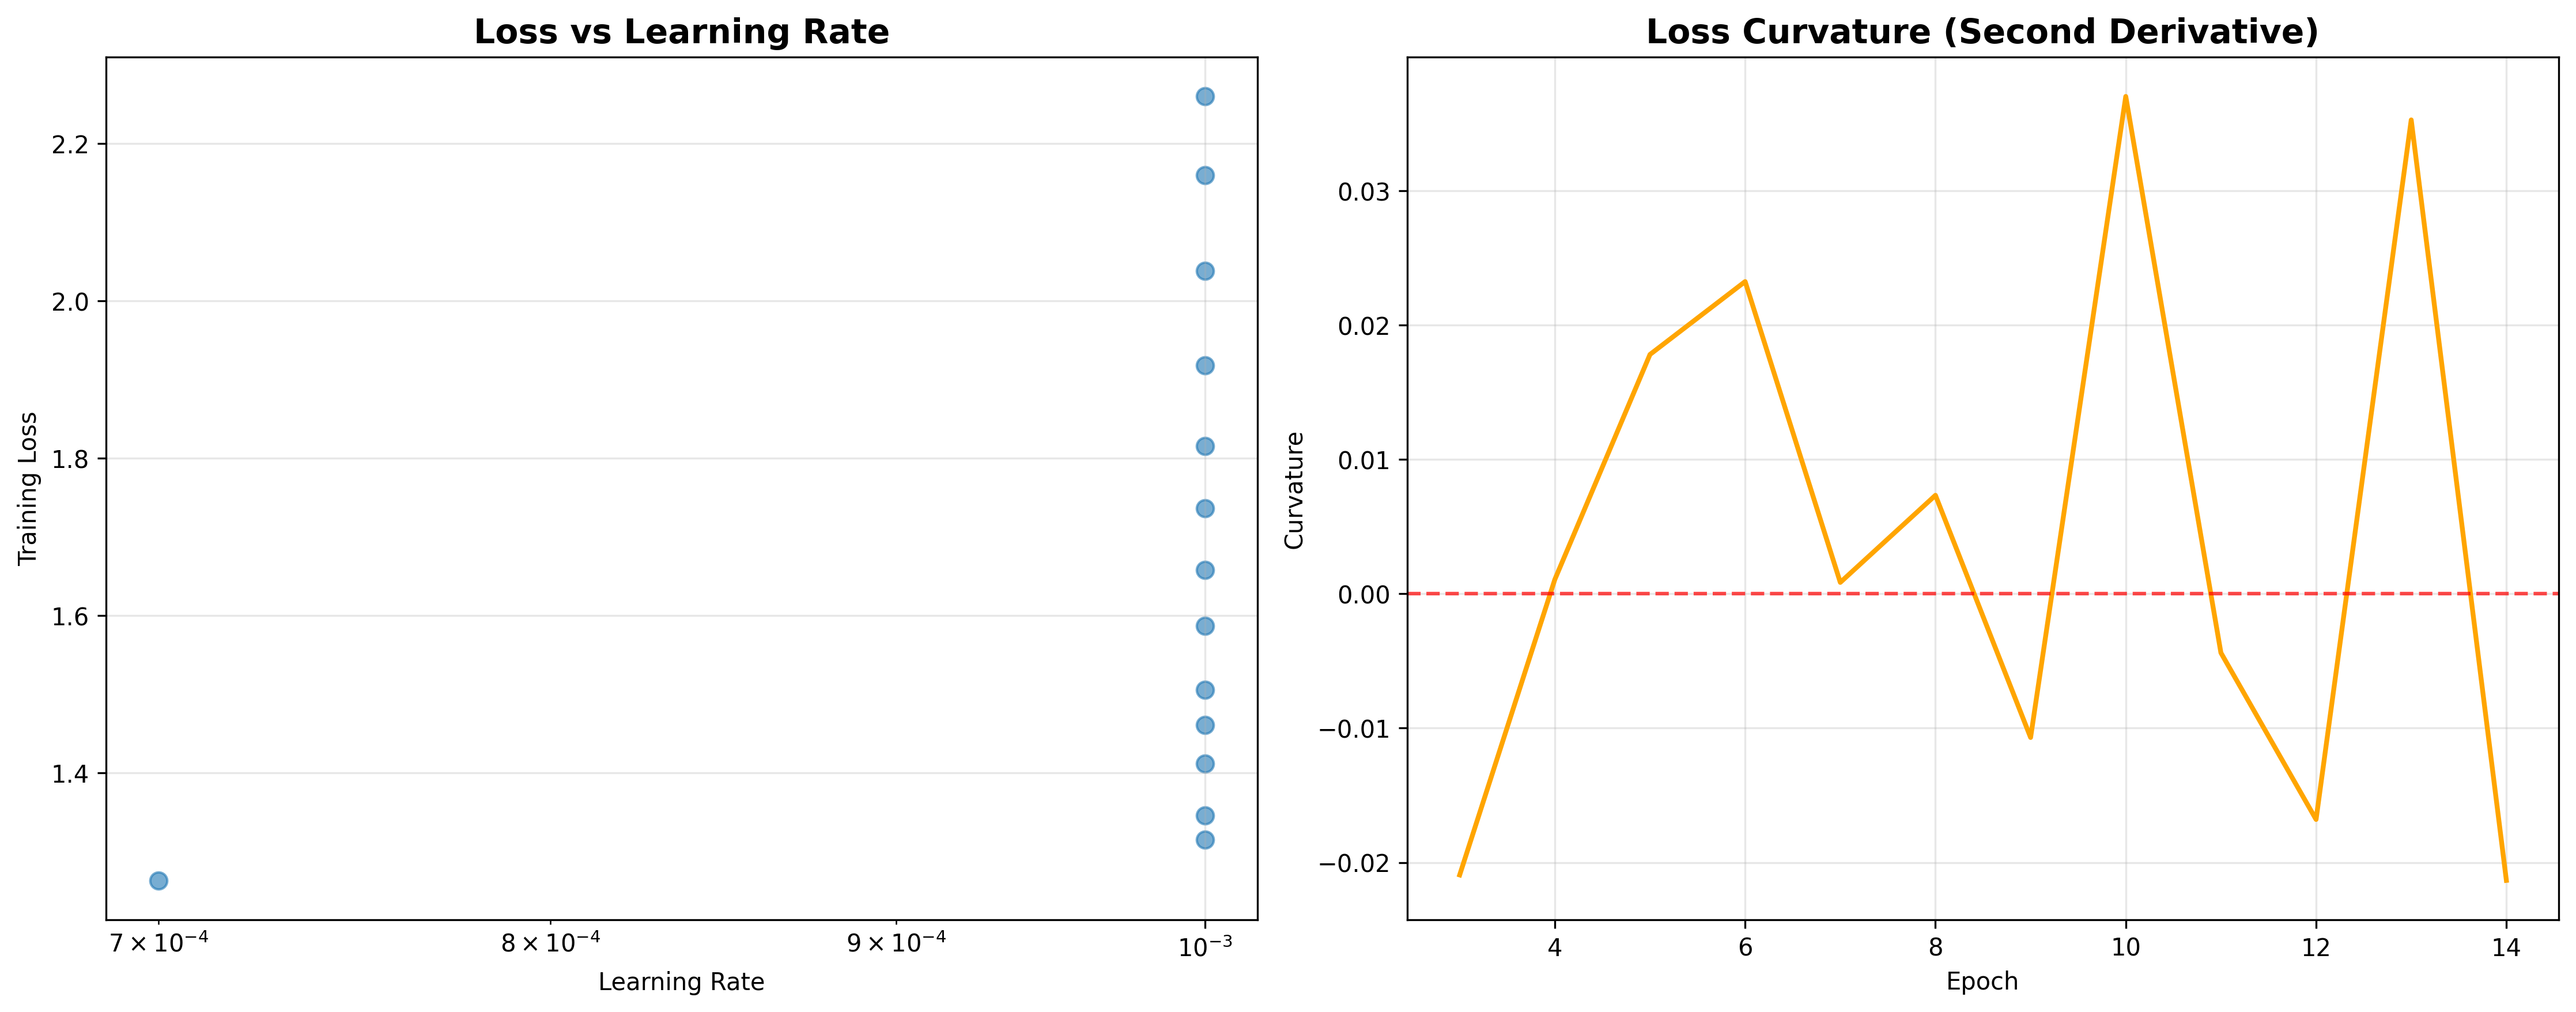 Loss vs Learning Rate
Training Loss
2.2
2.0
1.8
1.6
1.4
7 × 10⁻⁴
8 × 10⁻⁴
9 × 10⁻⁴
10⁻³
Learning Rate
Loss Curvature (Second Derivative)
Curvature
0.03
0.02
0.01
0.00
−0.01
−0.02
4
6
8
10
12
14
Epoch